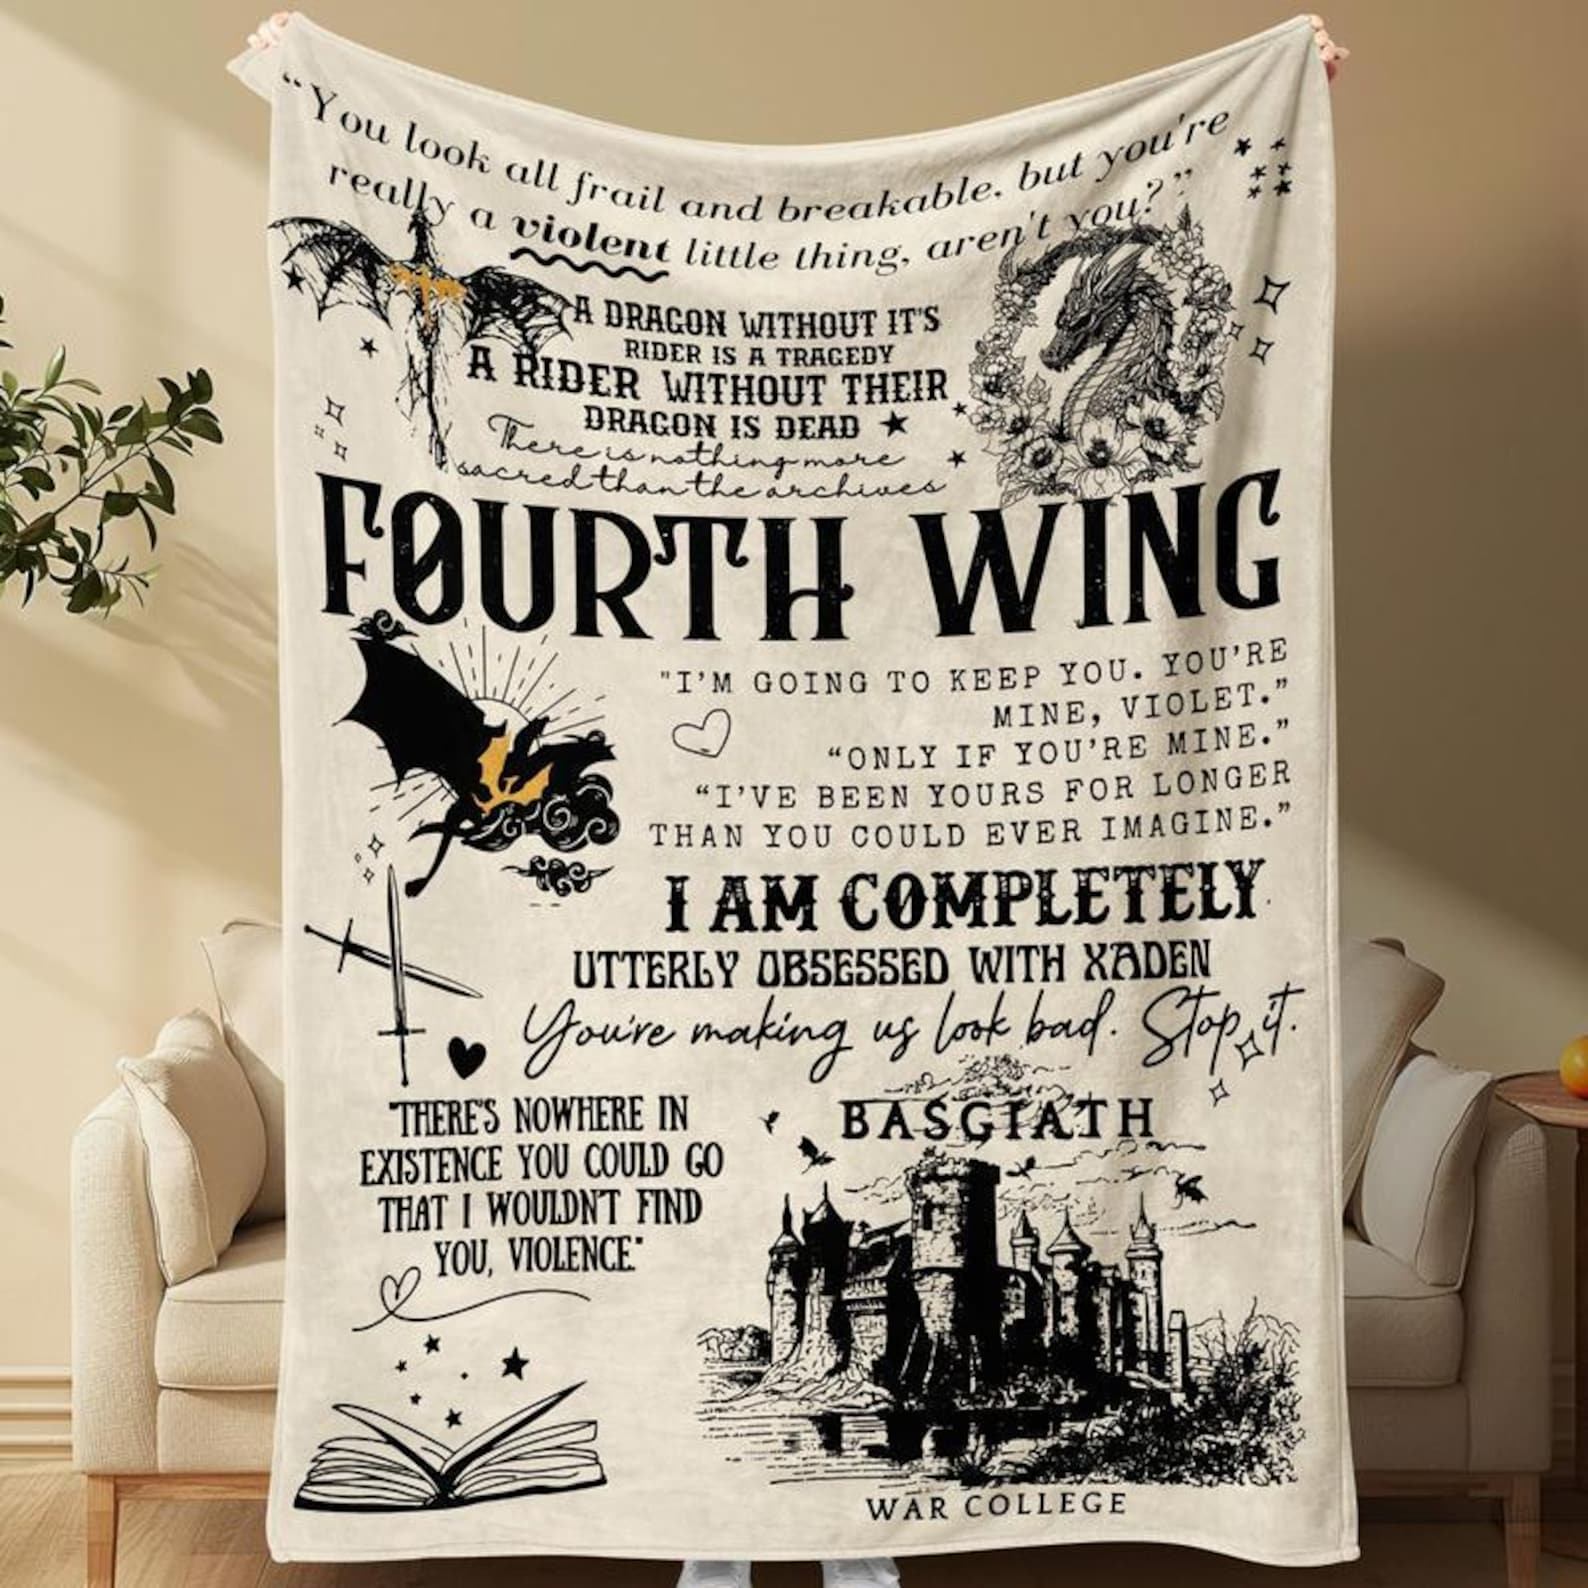 “You look all frail and breakable, but you're
really a violent little thing, aren't you?”
A DRAGON WITHOUT IT'S
RIDER IS A TRAGEDY
A RIDER WITHOUT THEIR
DRAGON IS DEAD
There is nothing more
sacred than the archives
FOURTH WING
"I’M GOING TO KEEP YOU. YOU’RE
MINE, VIOLET.”
“ONLY IF YOU’RE MINE.”
“I’VE BEEN YOURS FOR LONGER
THAN YOU COULD EVER IMAGINE.”
I AM COMPLETELY
UTTERLY OBSESSED WITH XADEN
You're making us look bad. Stop it.
"THERE'S NOWHERE IN
EXISTENCE YOU COULD GO
THAT I WOULDN'T FIND
YOU, VIOLENCE."
BASGIATH
WAR COLLEGE